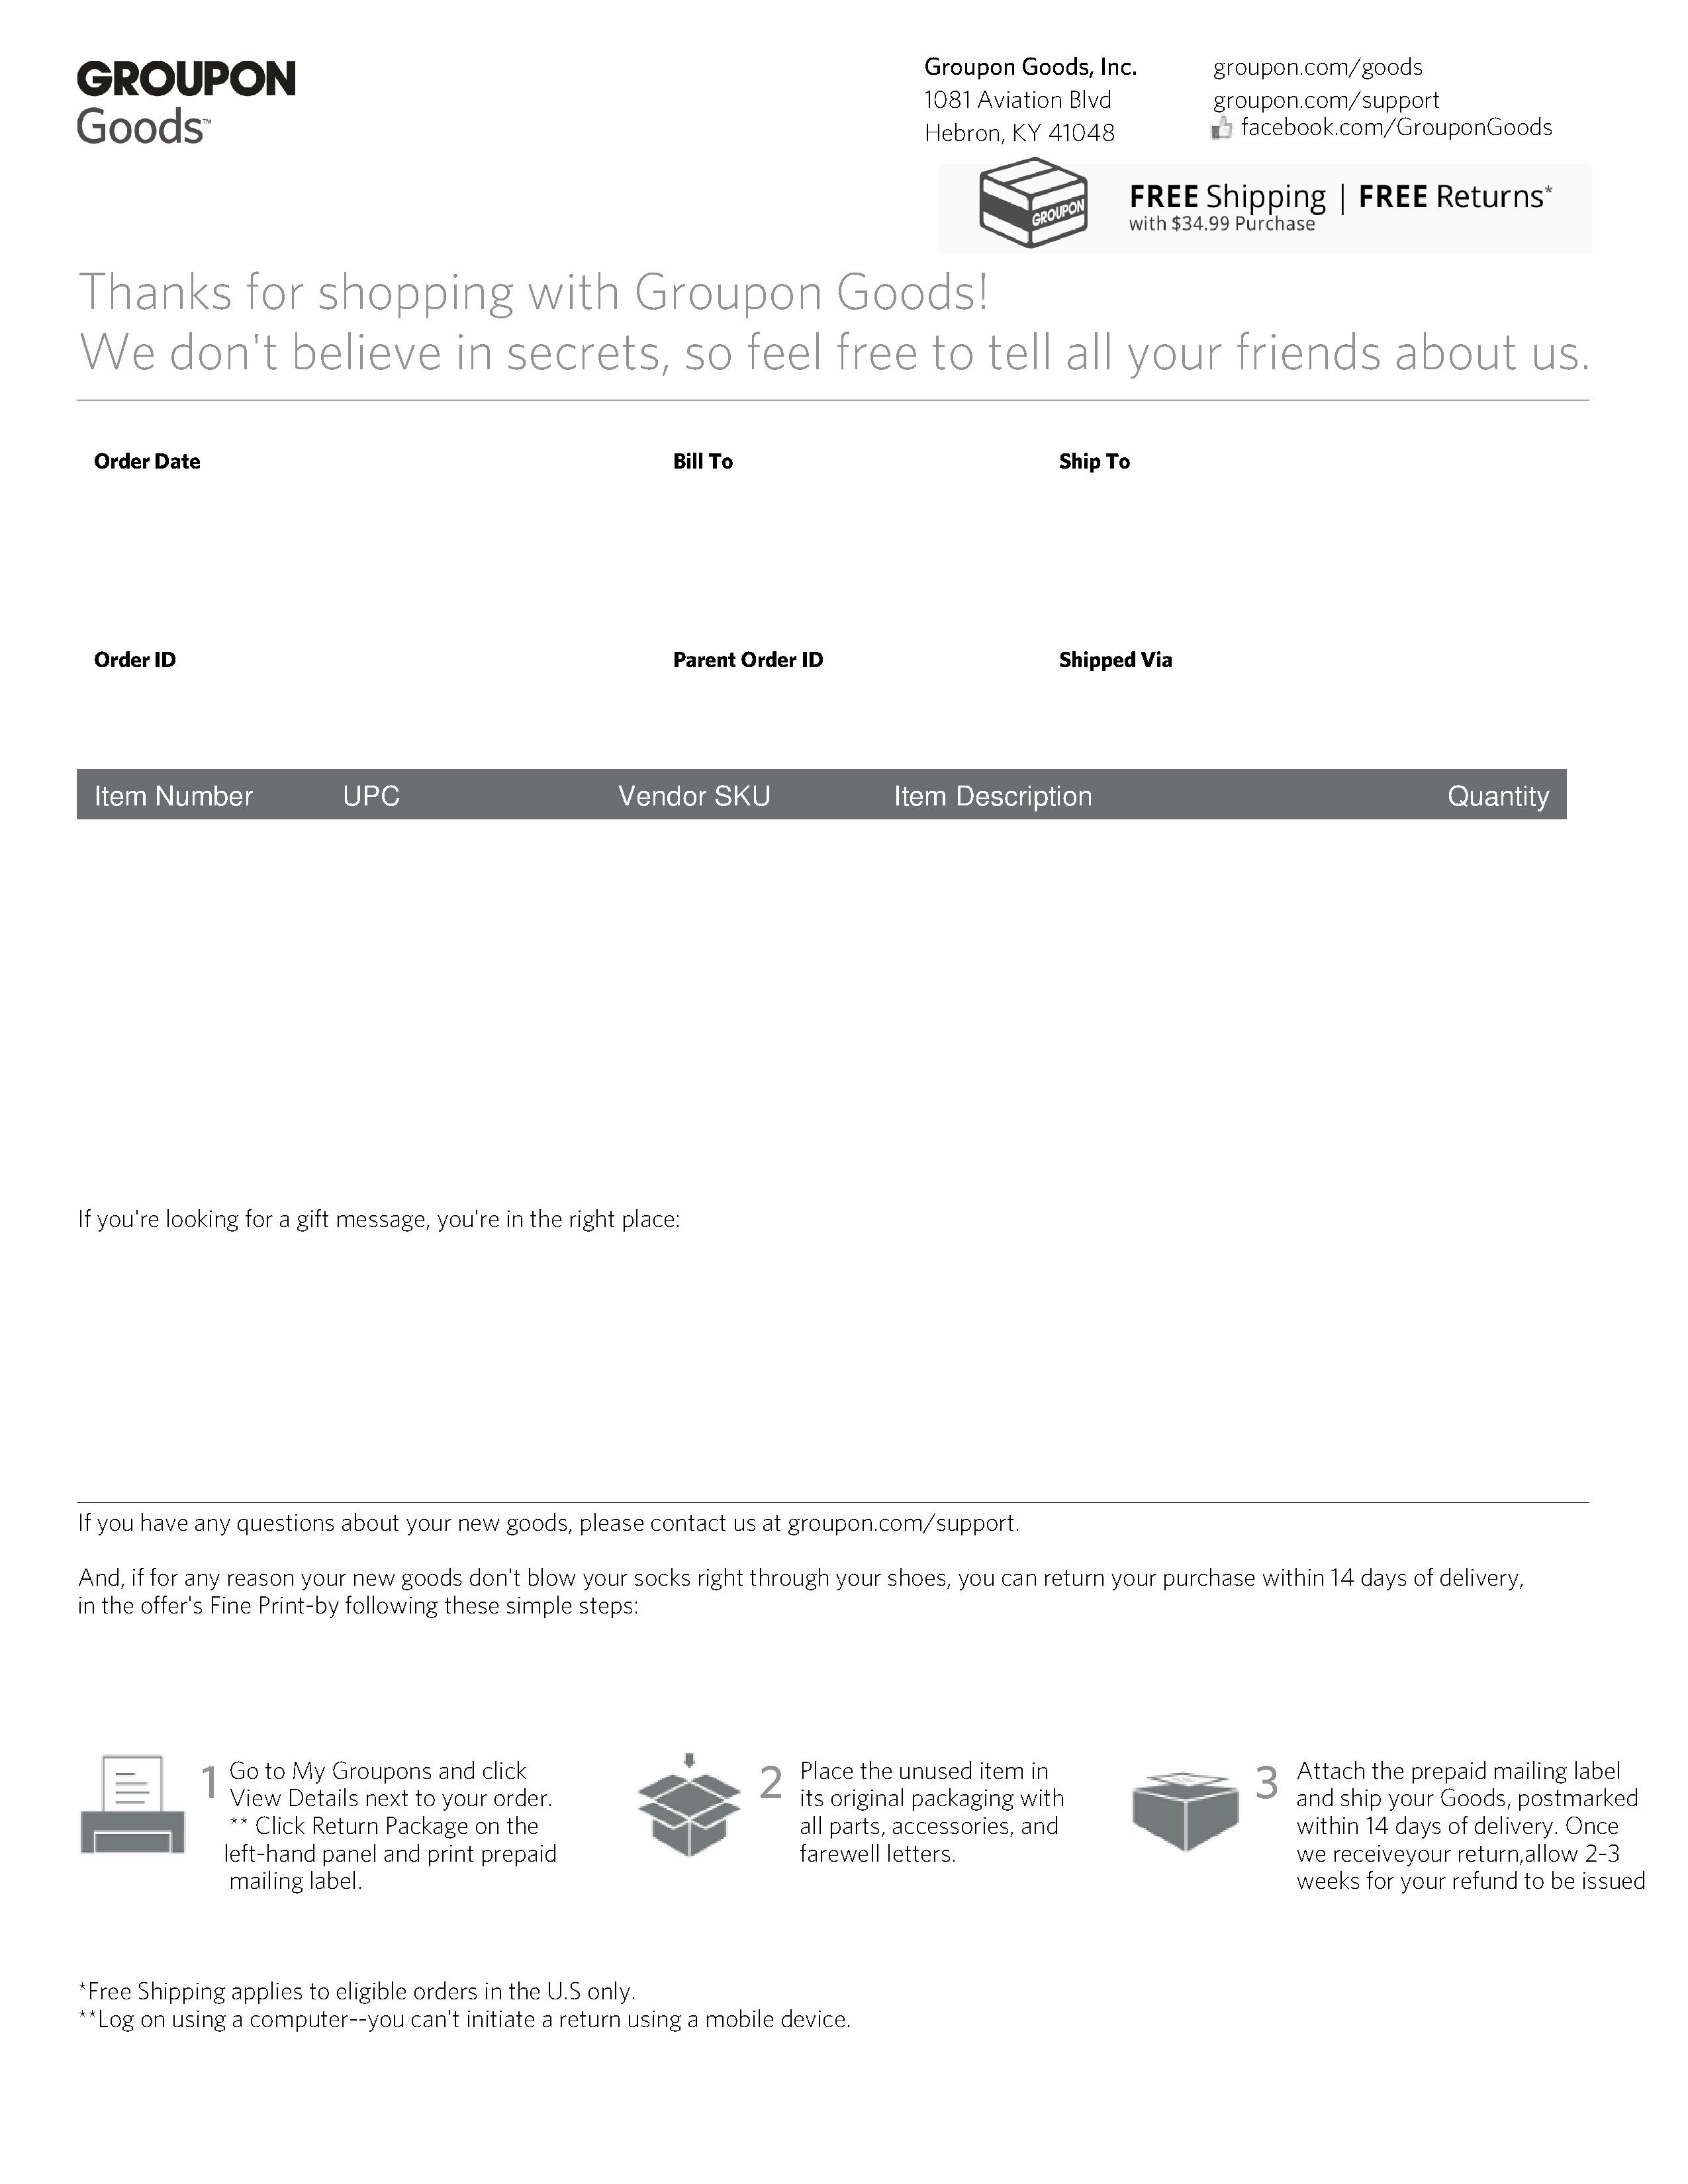 GROUPON
Goods™
Groupon Goods, Inc.
1081 Aviation Blvd
Hebron, KY 41048
groupon.com/goods
groupon.com/support
facebook.com/GrouponGoods
GROUPON
FREE Shipping | FREE Returns*
with $34.99 Purchase
Thanks for shopping with Groupon Goods!
We don't believe in secrets, so feel free to tell all your friends about us.
Order Date
Bill To
Ship To
Order ID
Parent Order ID
Shipped Via
Item Number UPC Vendor SKU Item Description Quantity
If you're looking for a gift message, you're in the right place:
If you have any questions about your new goods, please contact us at groupon.com/support.
And, if for any reason your new goods don't blow your socks right through your shoes, you can return your purchase within 14 days of delivery,
in the offer's Fine Print-by following these simple steps:
1 Go to My Groupons and click
View Details next to your order.
** Click Return Package on the
left-hand panel and print prepaid
mailing label.
2 Place the unused item in
its original packaging with
all parts, accessories, and
farewell letters.
3 Attach the prepaid mailing label
and ship your Goods, postmarked
within 14 days of delivery. Once
we receiveyour return,allow 2-3
weeks for your refund to be issued
*Free Shipping applies to eligible orders in the U.S only.
**Log on using a computer--you can't initiate a return using a mobile device.